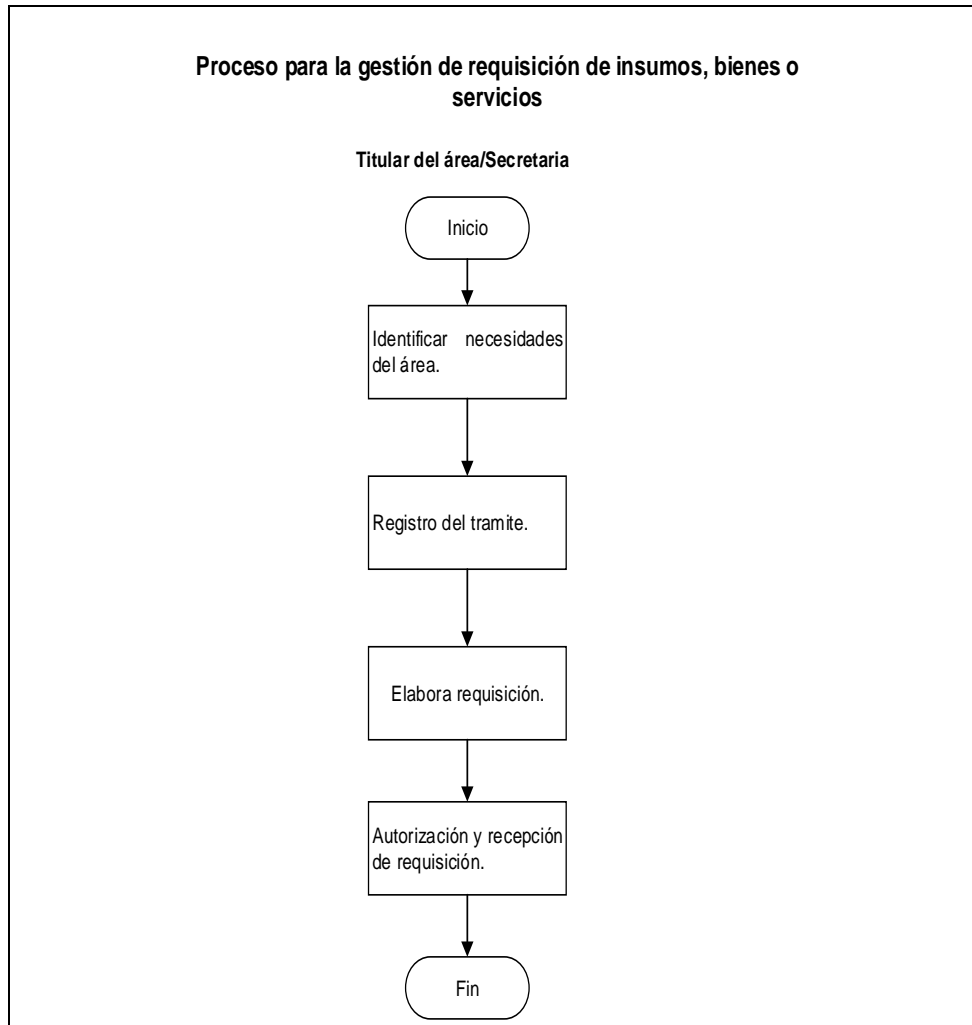 Proceso para la gestión de requisición de insumos, bienes o
servicios
Titular del área/Secretaria
Inicio
Identificar necesidades
del área.
Registro del tramite.
Elabora requisición.
Autorización y recepción
de requisición.
Fin